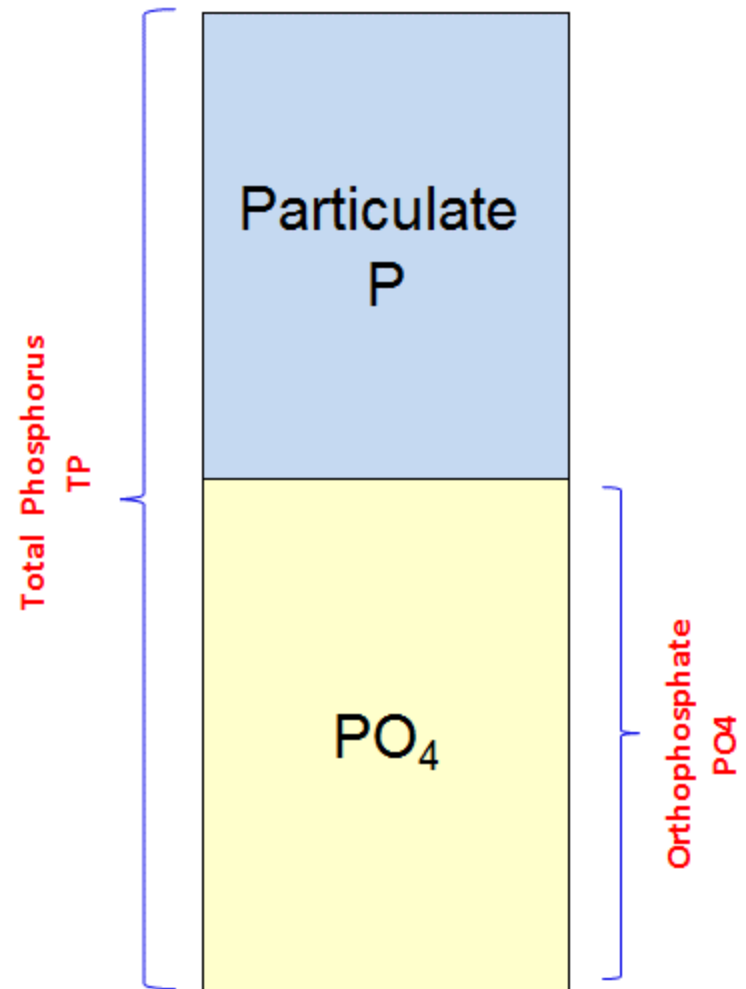 Total Phosphorus
TP
Particulate
P
PO₄
Orthophosphate
PO4